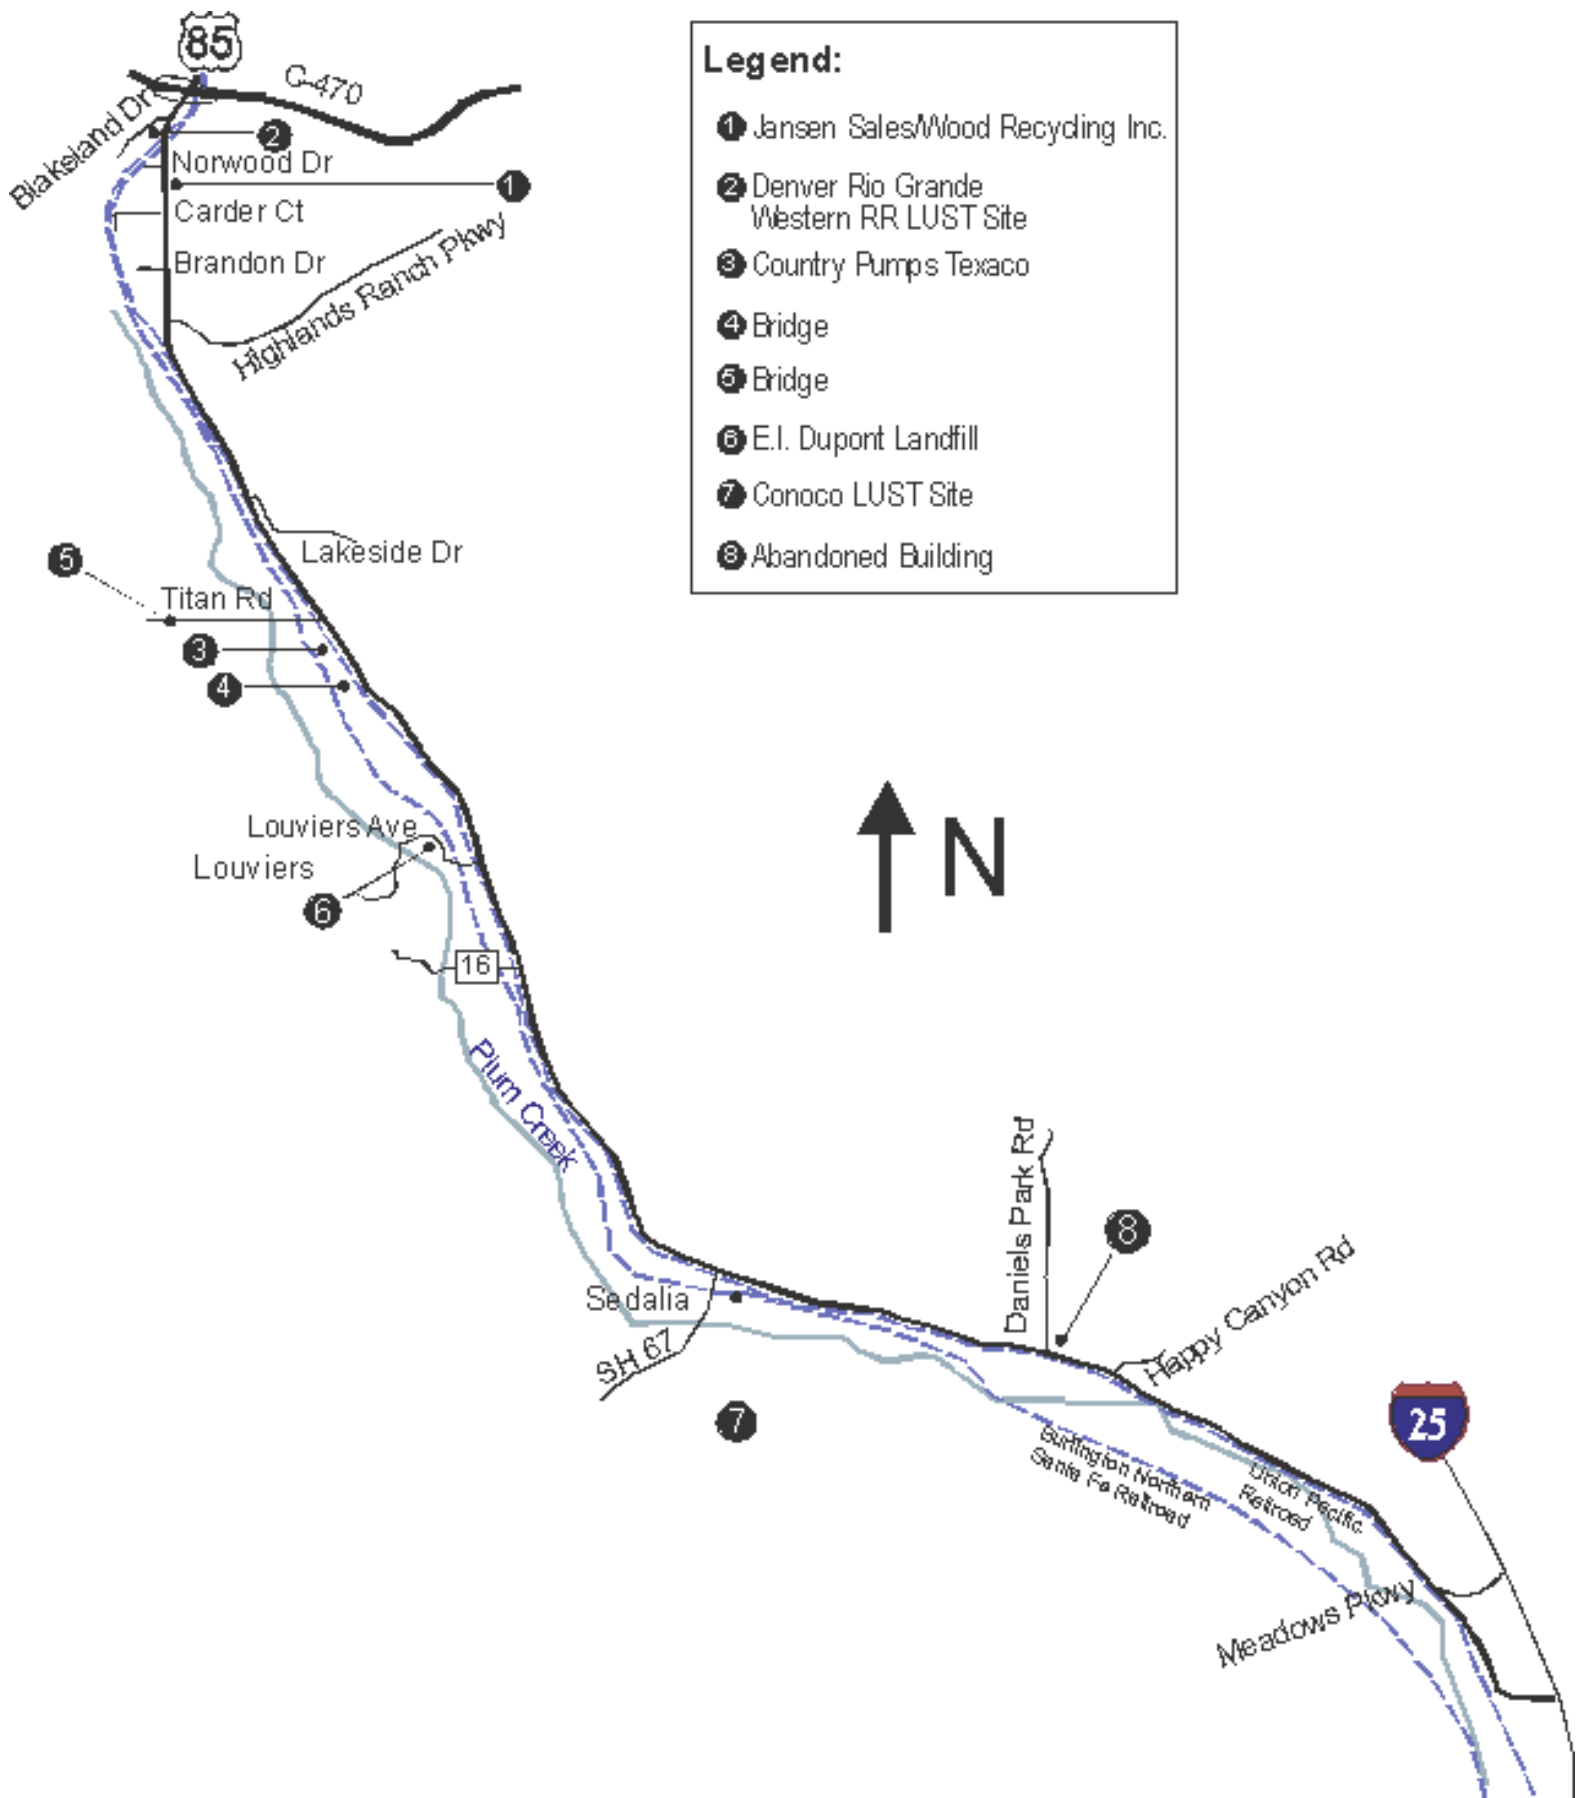 85
C-470
Blakeland Dr
2
Norwood Dr
1
Carder Ct
Brandon Dr
Highlands Ranch Pkwy
Legend:
1 Jansen Sales/Wood Recycling Inc.
2 Denver Rio Grande
Western RR LUST Site
3 Country Pumps Texaco
4 Bridge
5 Bridge
6 E.I. Dupont Landfill
7 Conoco LUST Site
8 Abandoned Building
Lakeside Dr
5
Titan Rd
3
4
Louviers Ave
Louviers
6
N
16
Plum Creek
Daniels Park Rd
8
Happy Canyon Rd
Sedalia
SH 67
7
25
Burlington Northern
Santa Fe Railroad
Union Pacific
Railroad
Meadows Pkwy